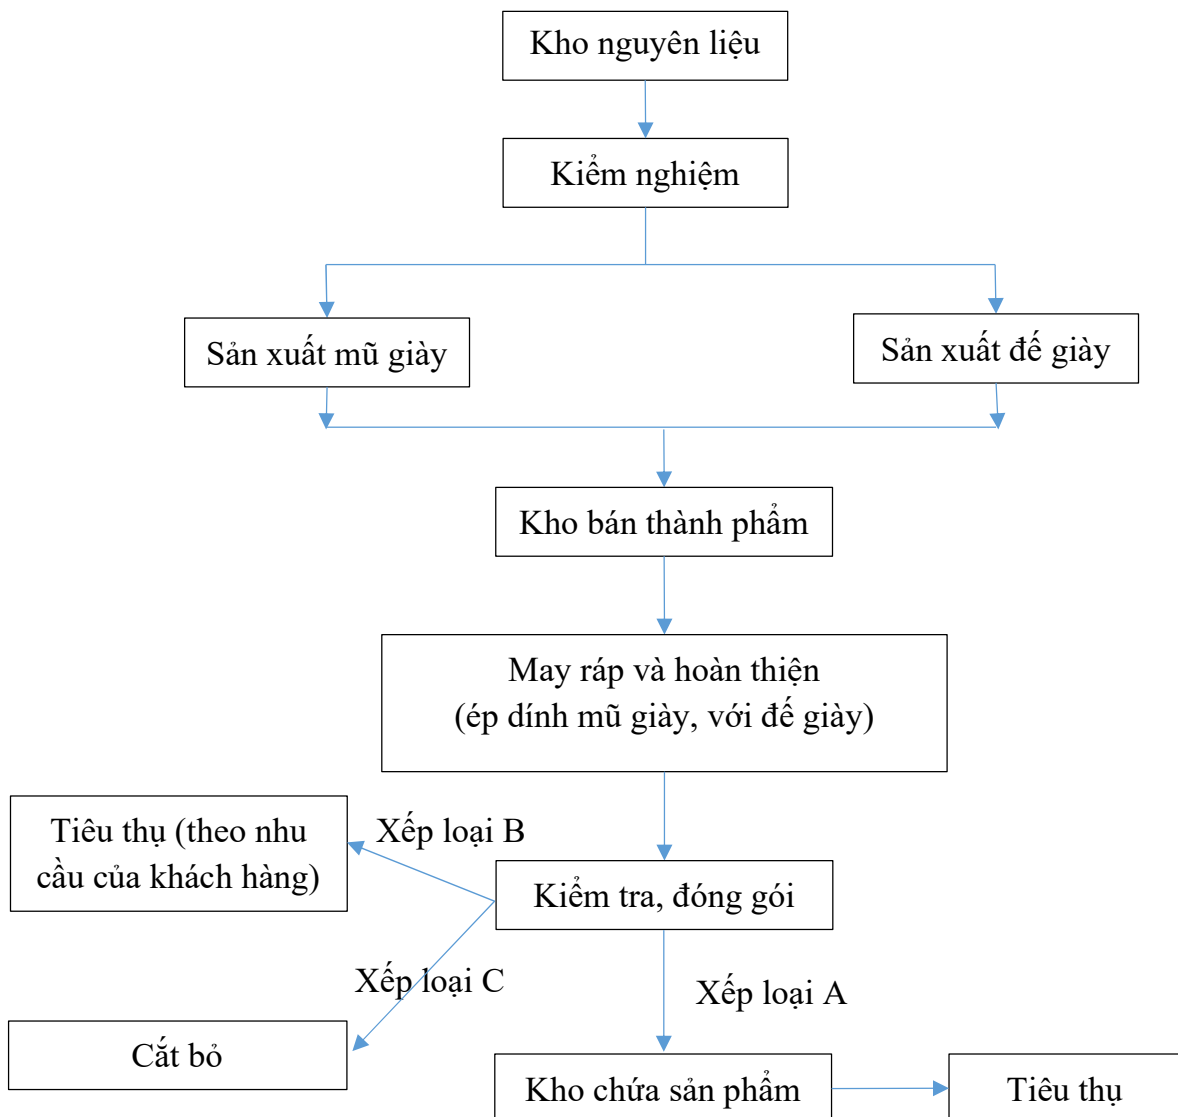 Kho nguyên liệu
Kiểm nghiệm
Sản xuất mũ giày
Sản xuất đế giày
Kho bán thành phẩm
May ráp và hoàn thiện
(ép dính mũ giày, với đế giày)
Tiêu thụ (theo nhu
cầu của khách hàng)
Xếp loại B
Kiểm tra, đóng gói
Xếp loại C
Xếp loại A
Cắt bỏ
Kho chứa sản phẩm
Tiêu thụ